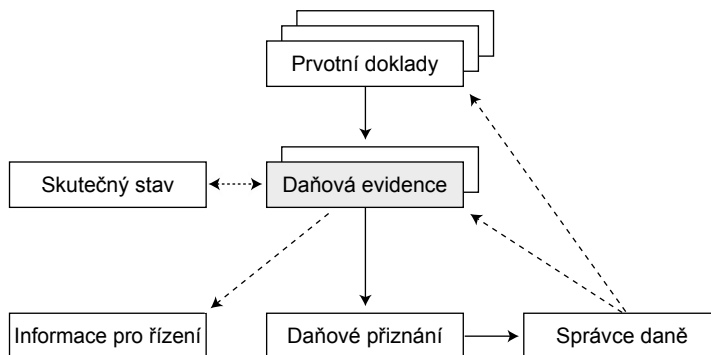 Prvotní doklady
Skutečný stav
Daňová evidence
Informace pro řízení
Daňové přiznání
Správce daně